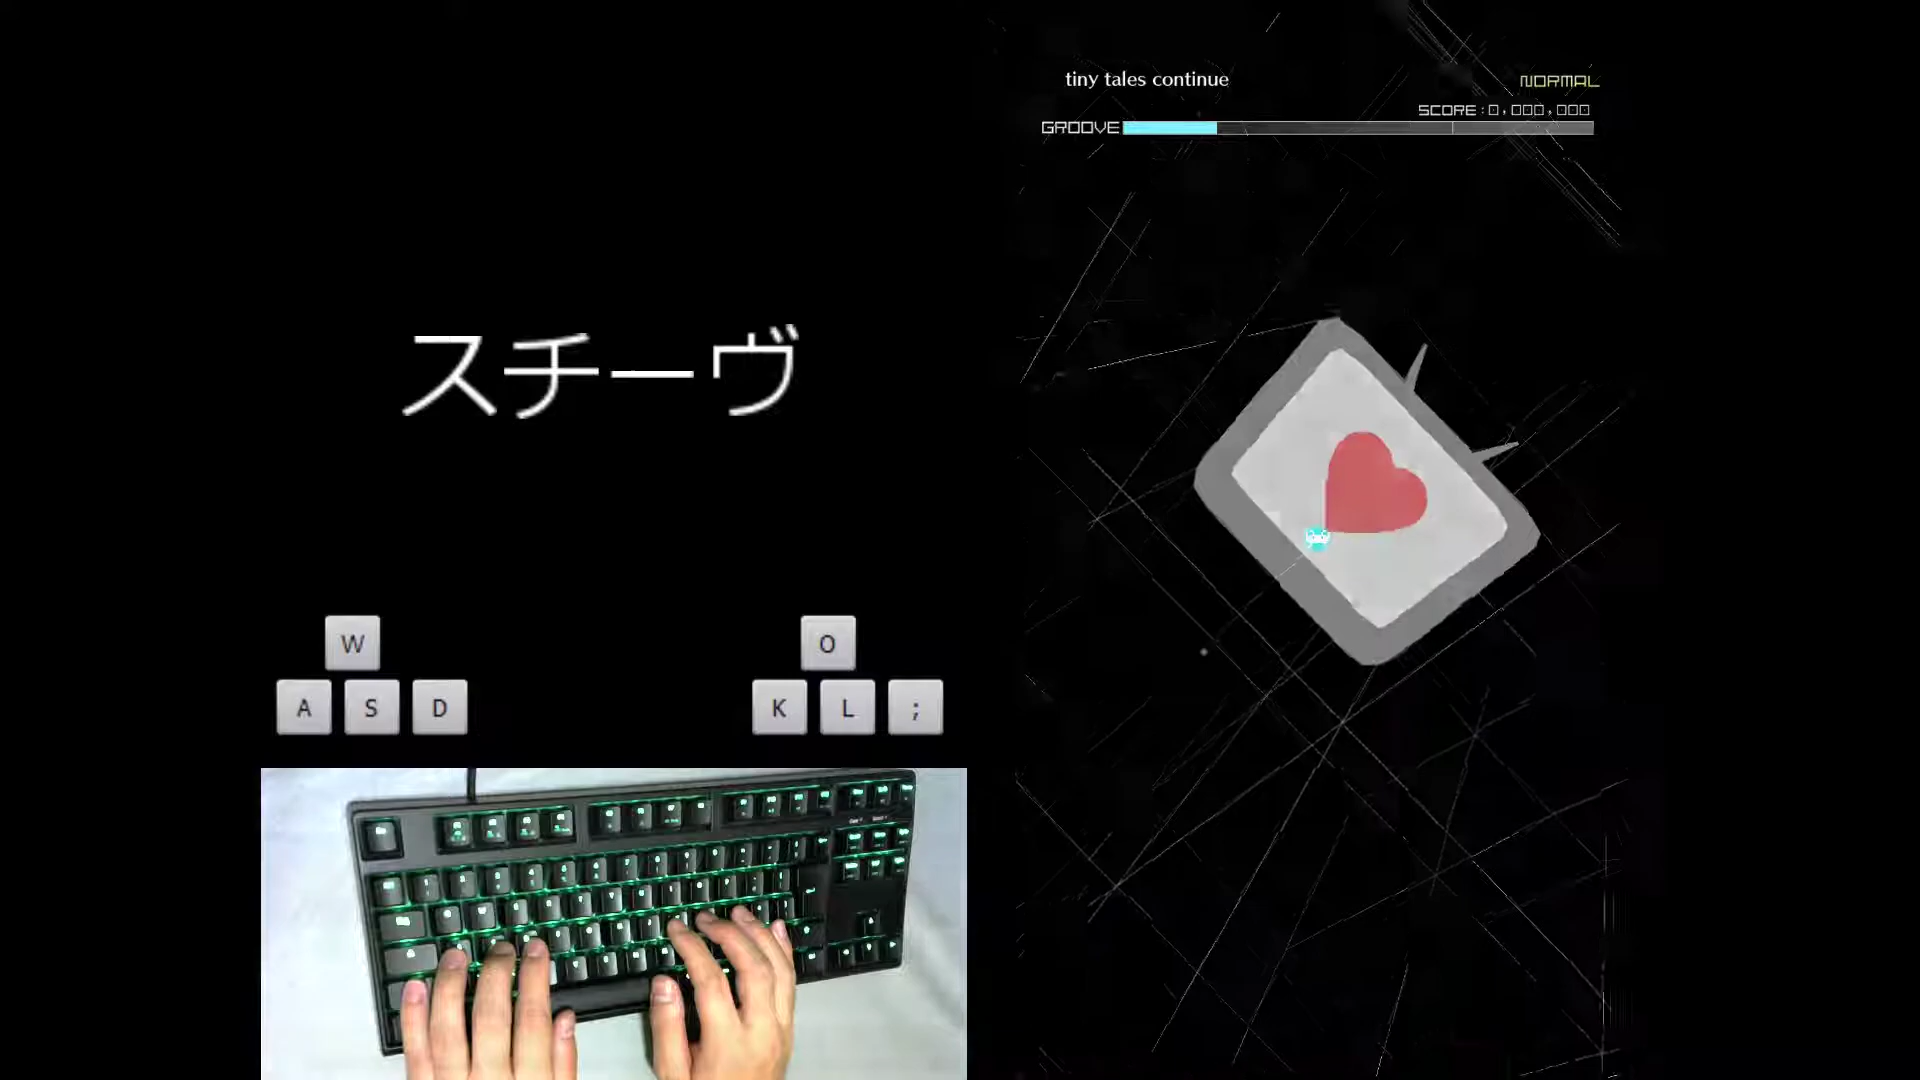 tiny tales continue
NORMAL
SCORE:0,000,000
GROOVE
スチーヴ
W
O
A
S
D
K
L
;